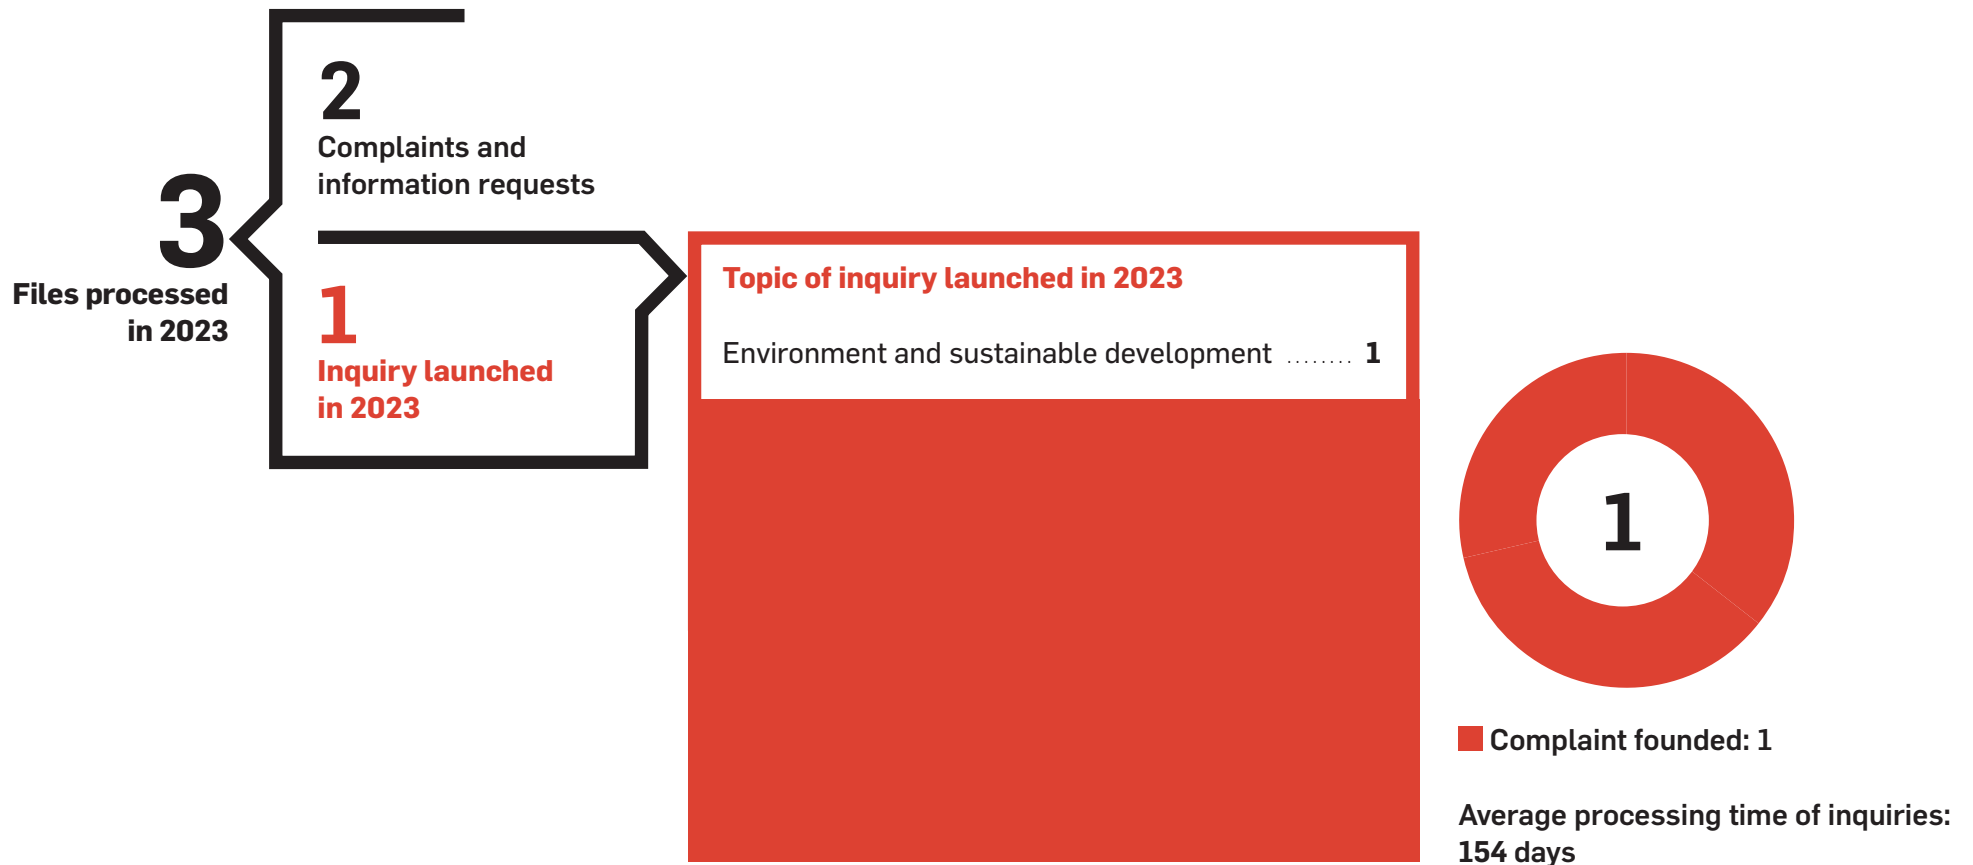 3
Files processed
in 2023
2
Complaints and
information requests
1
Inquiry launched
in 2023
Topic of inquiry launched in 2023
Environment and sustainable development ........ 1
1
Complaint founded: 1
Average processing time of inquiries:
154 days